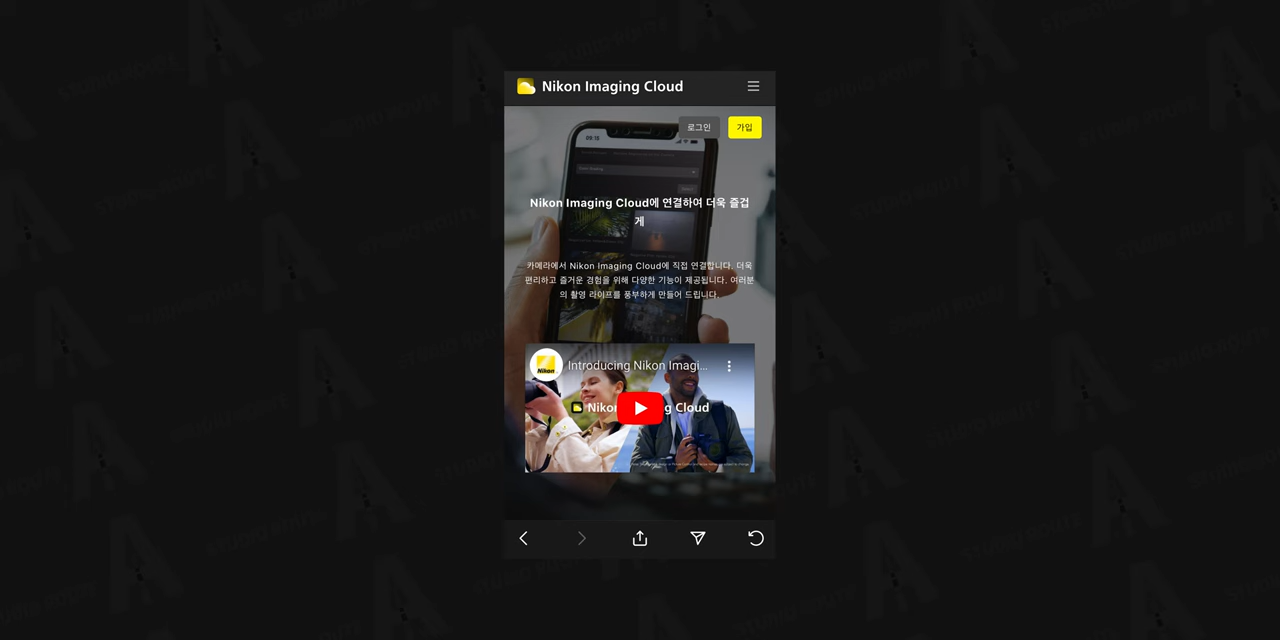 Nikon Imaging Cloud
로그인
가입
09:18
Nikon Imaging Cloud에 연결하여 더욱 즐겁
게
카메라에서 Nikon Imaging Cloud에 직접 연결합니다. 더욱
편리하고 즐거운 경험을 위해 다양한 기능이 제공됩니다. 여러분
의 촬영 라이프를 풍부하게 만들어 드립니다.
Nikon
Introducing Nikon Imagi...
Cloud